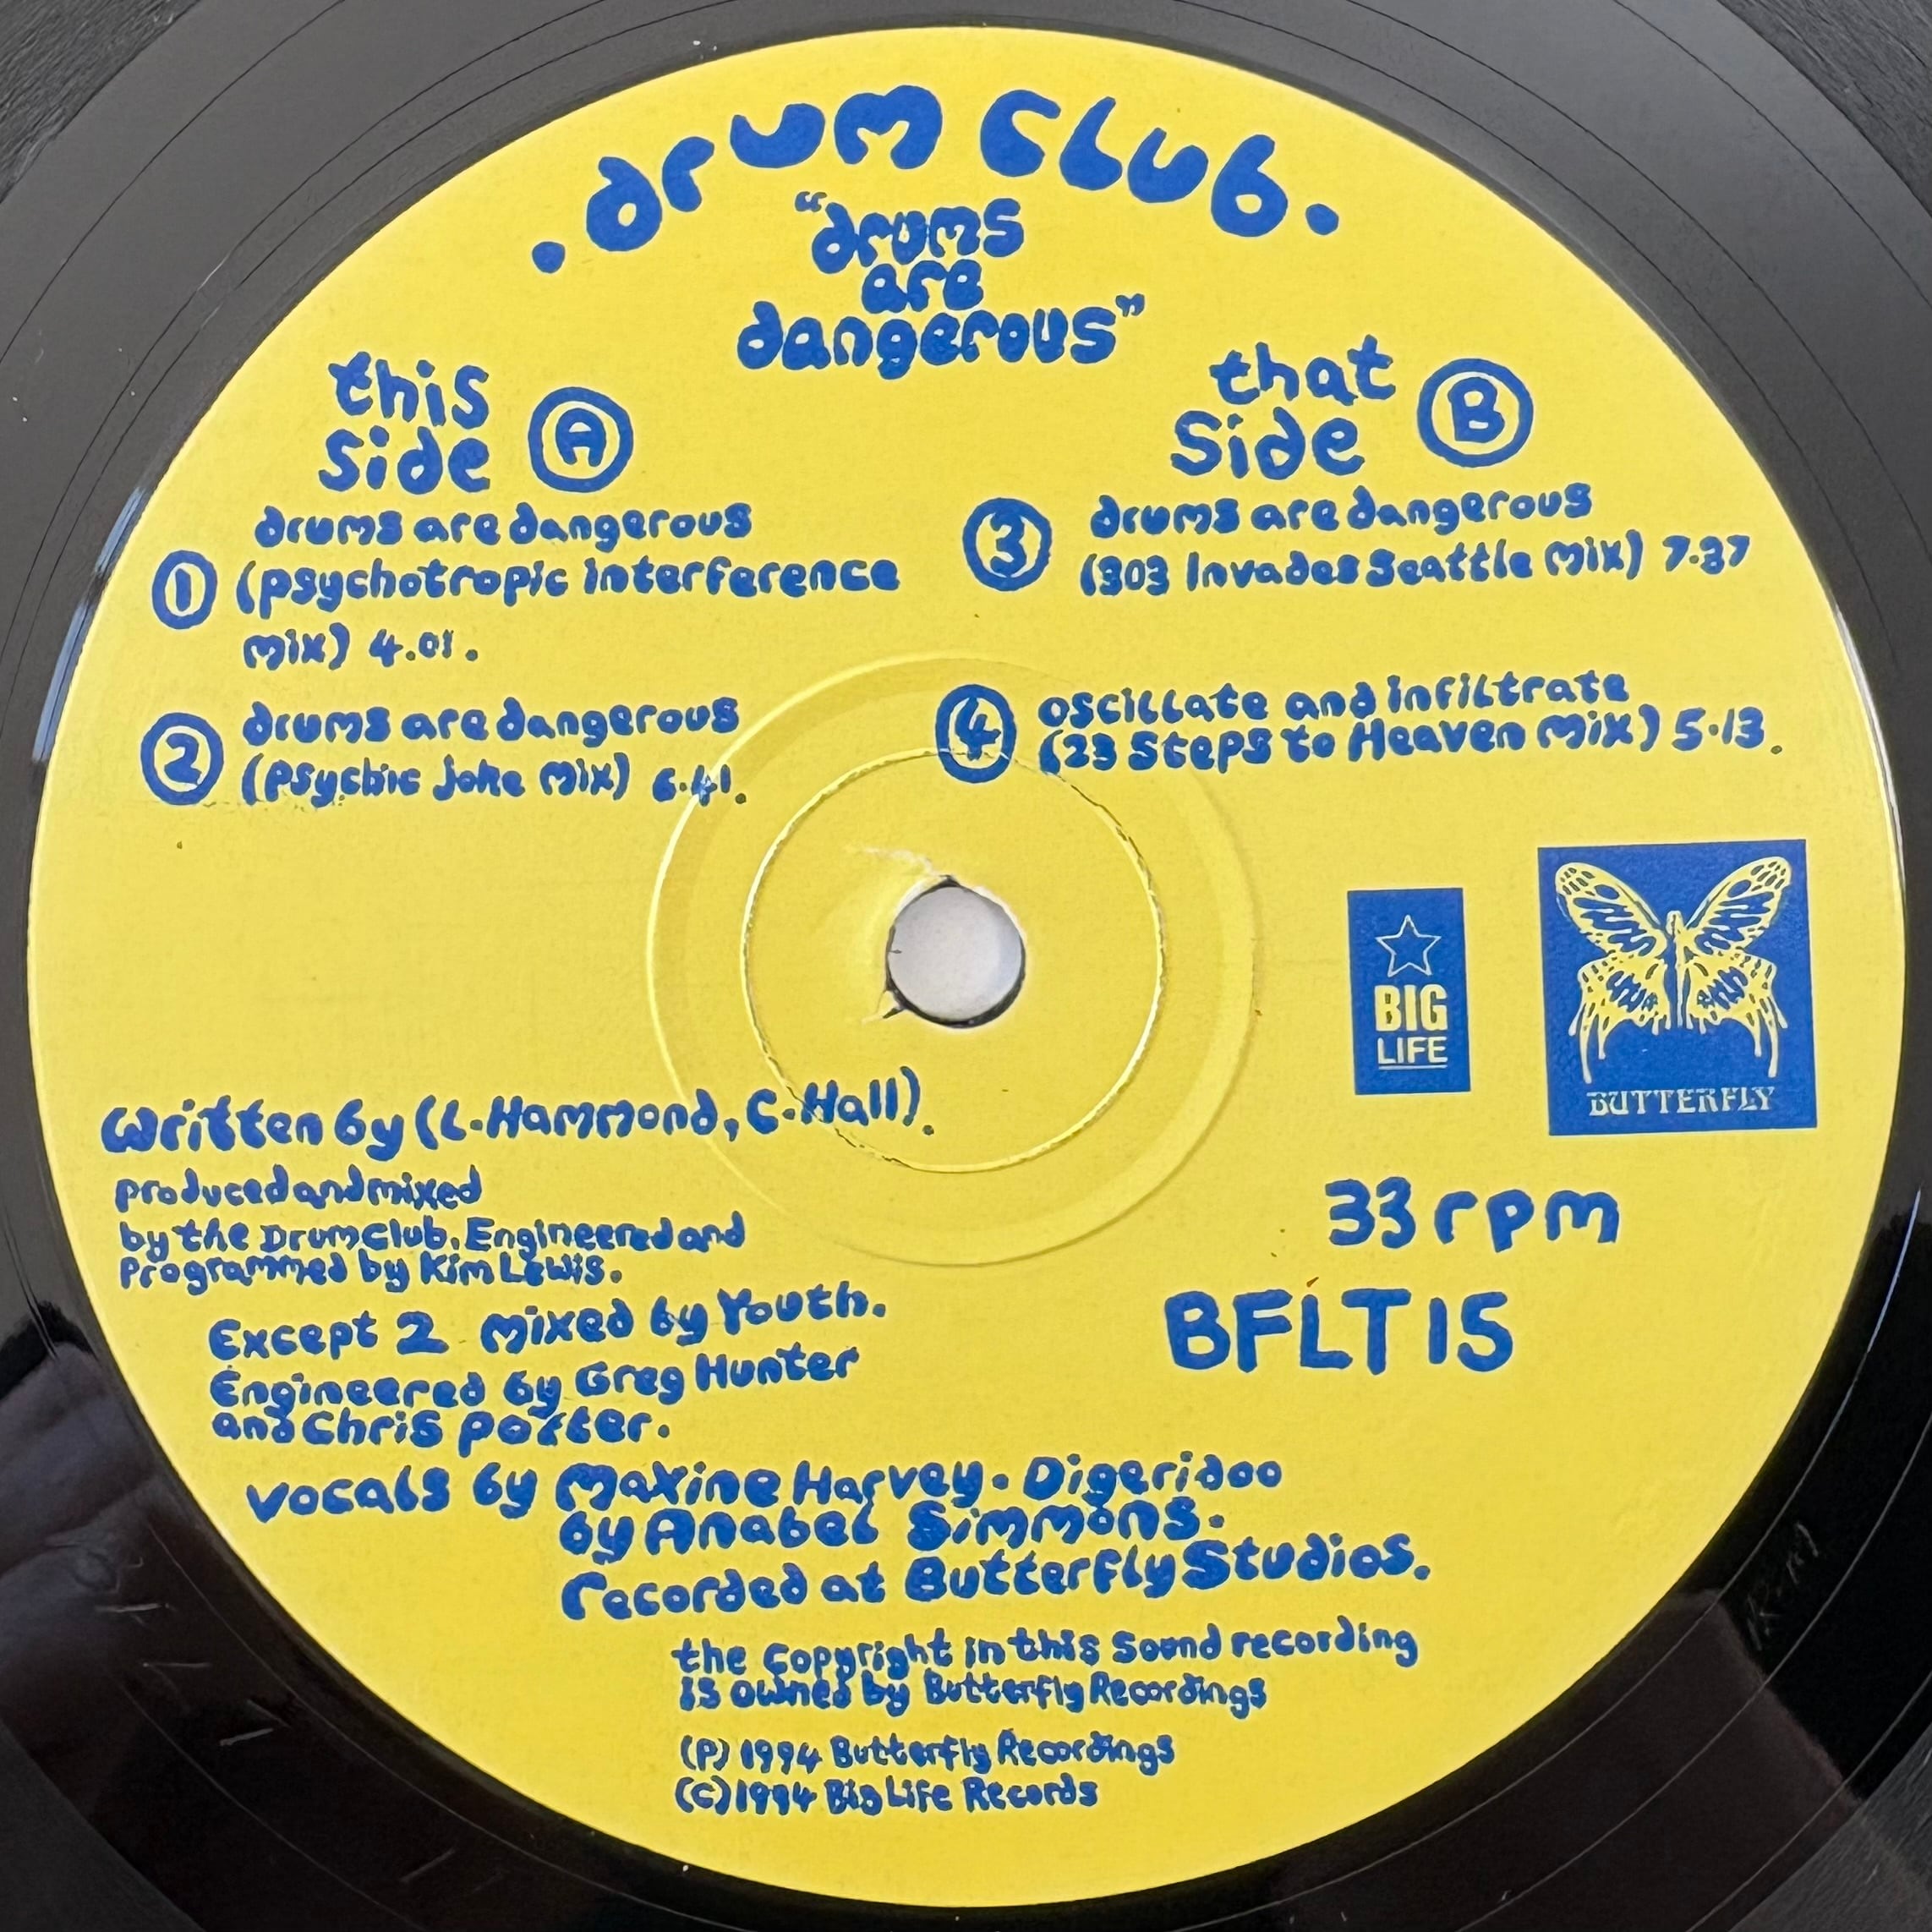 .drum club.
"drums
are
dangerous"
this
side A
1 drums are dangerous
(psychotropic interference
mix) 4.01.
2 drums are dangerous
(psychic joke mix) 6.41.
that
side B
3 drums are dangerous
(303 Invades Seattle mix) 7.37
4 oscillate and infiltrate
(23 Steps to Heaven mix) 5.13.
BIG
LIFE
BUTTERFLY
written by (L.Hammond, C.Hall).
produced and mixed
by the Drum Club. Engineered and
Programmed by Kim Lewis.
Except 2 mixed by Youth.
Engineered by Greg Hunter
and Chris Potter.
33 rpm
BFLT15
vocals by Maxine Harvey. Digeridoo
by Anabel Simmons.
recorded at Butterfly Studios.
the Copyright in this Sound recording
is owned by Butterfly Recordings
(P) 1994 Butterfly Recordings
(C) 1994 Big Life Records